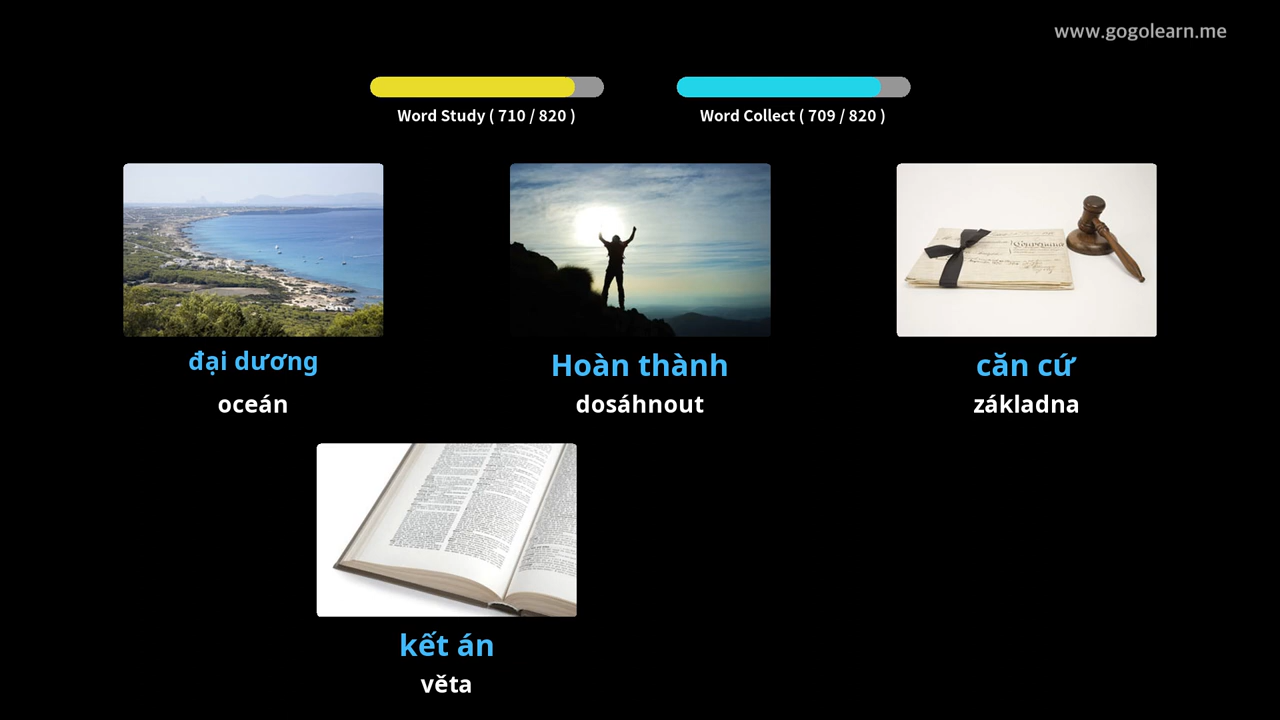 www.gogolearn.me
Word Study ( 710 / 820 )
Word Collect ( 709 / 820 )
đại dương
oceán
Hoàn thành
dosáhnout
căn cứ
základna
kết án
věta